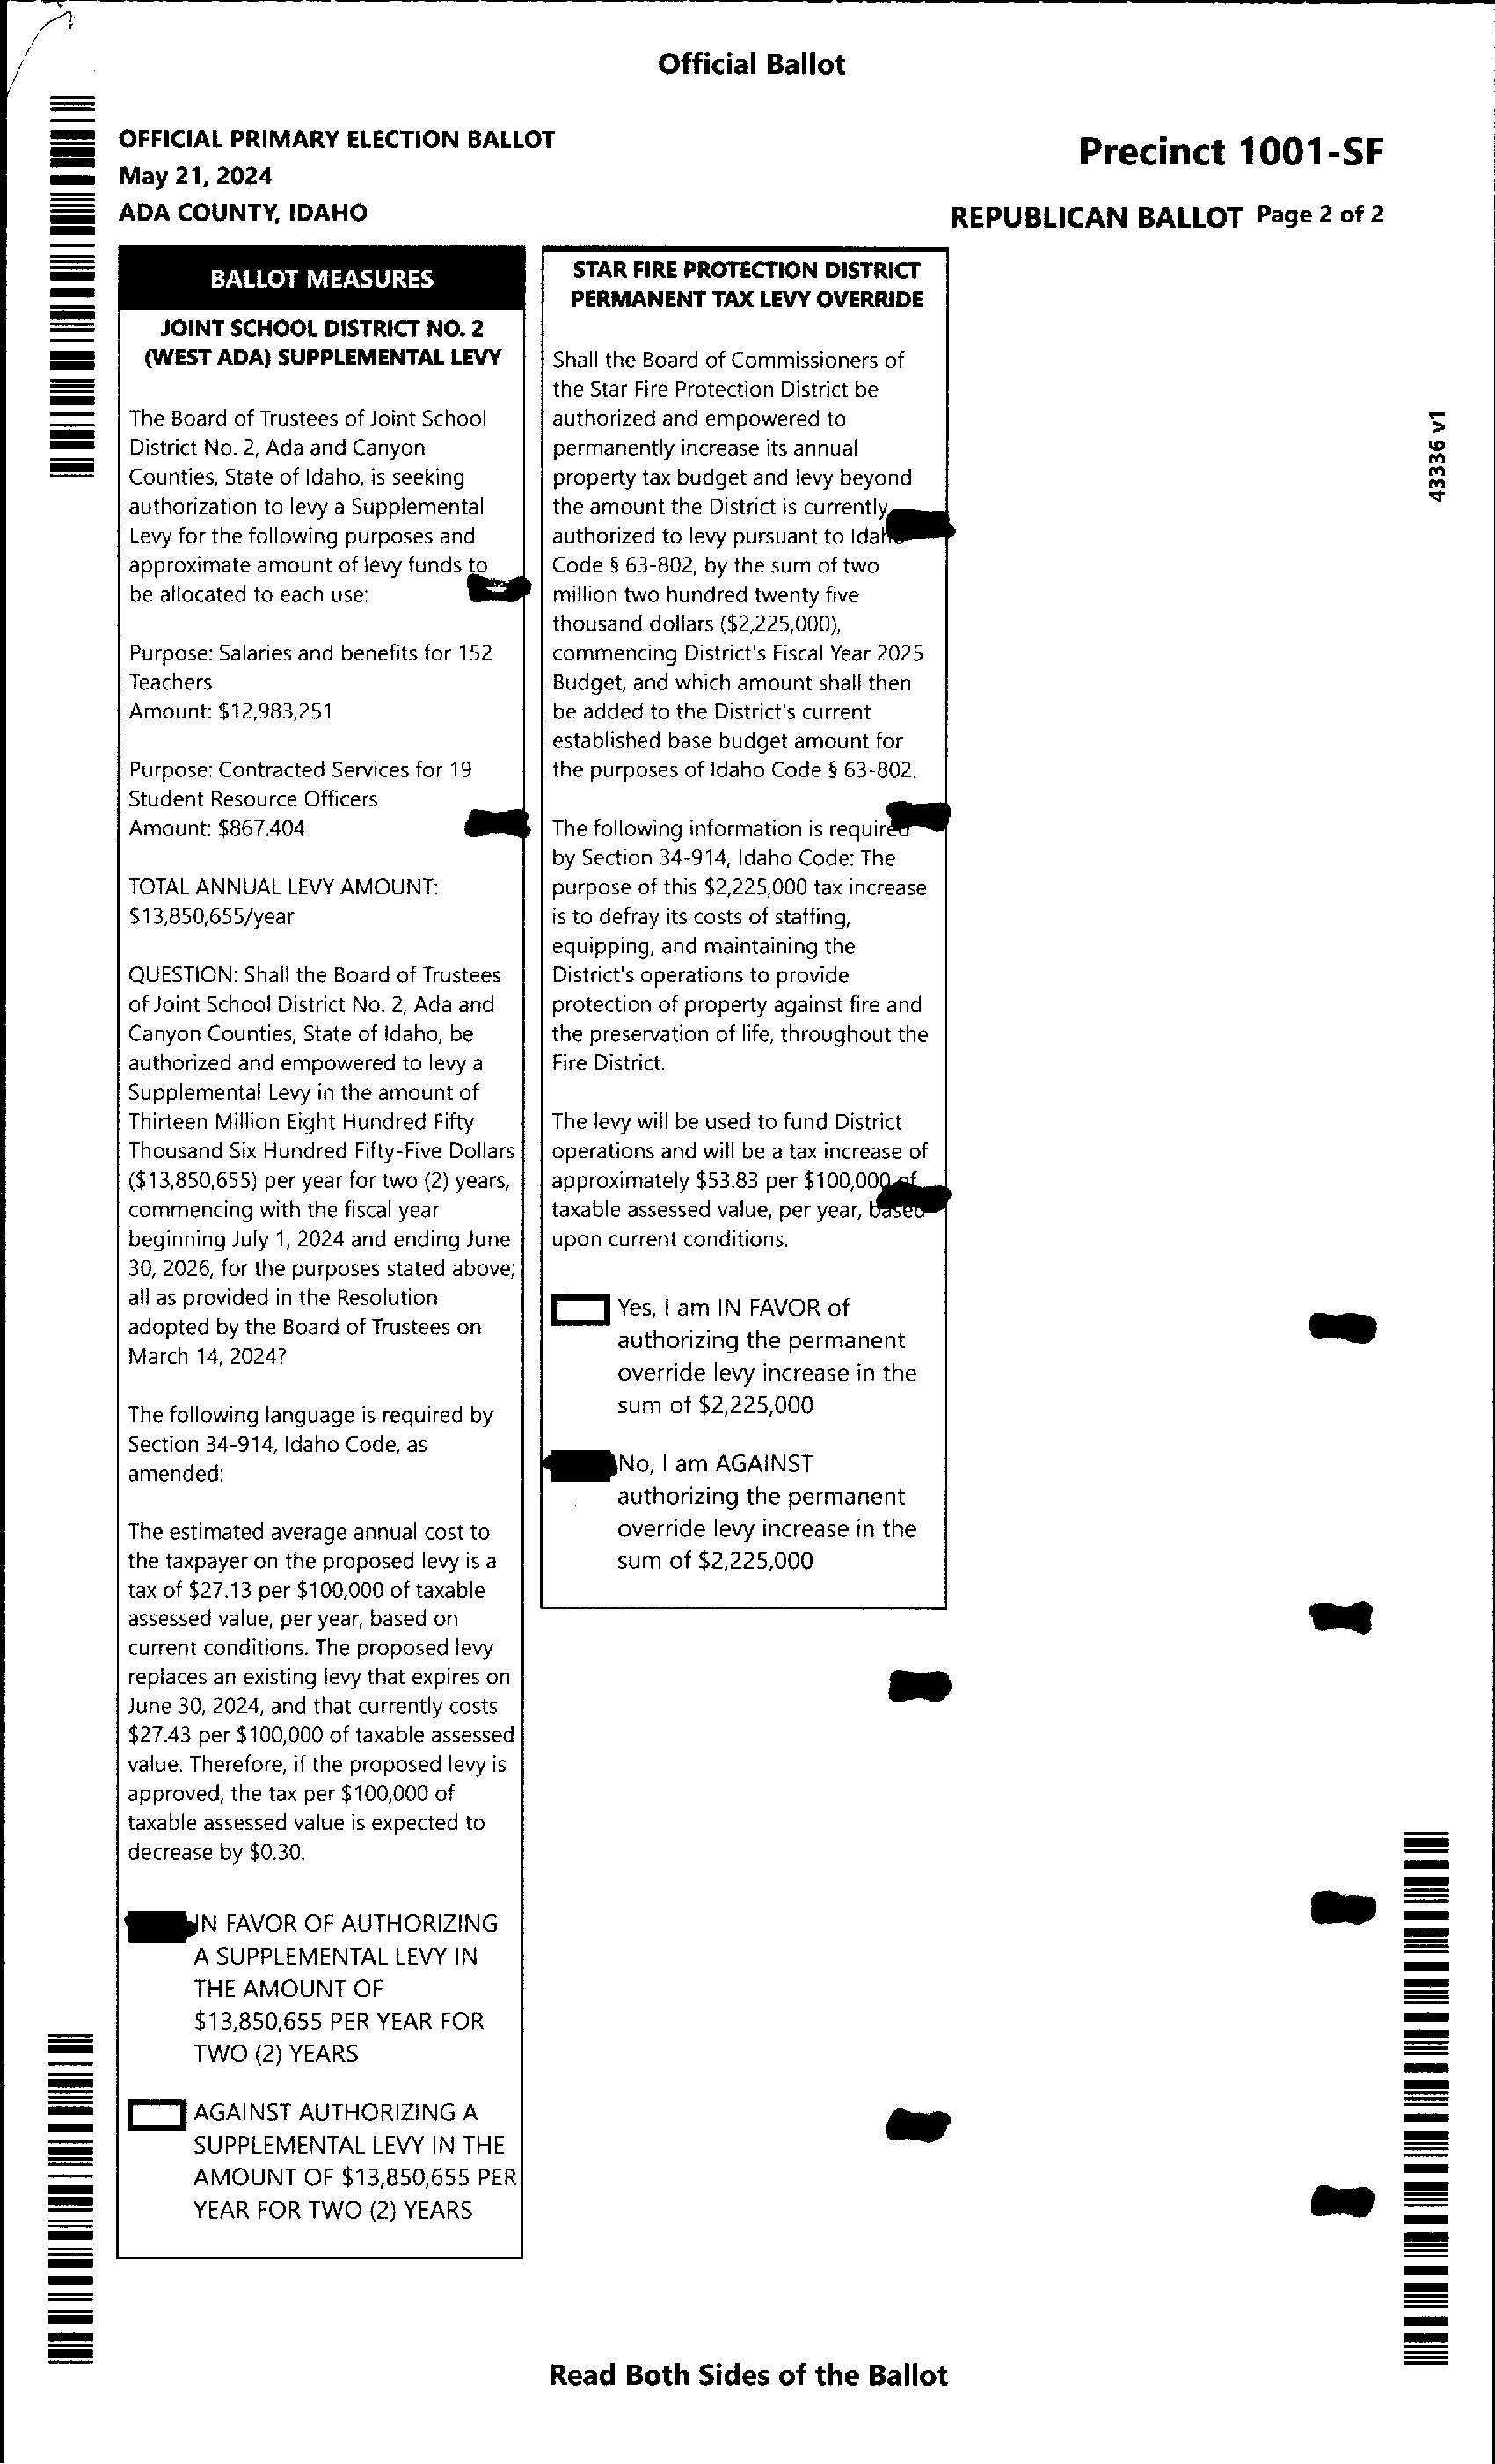 Official Ballot
OFFICIAL PRIMARY ELECTION BALLOT
May 21, 2024
ADA COUNTY, IDAHO
Precinct 1001-SF
REPUBLICAN BALLOT Page 2 of 2
BALLOT MEASURES
JOINT SCHOOL DISTRICT NO. 2
(WEST ADA) SUPPLEMENTAL LEVY
The Board of Trustees of Joint School
District No. 2, Ada and Canyon
Counties, State of Idaho, is seeking
authorization to levy a Supplemental
Levy for the following purposes and
approximate amount of levy funds to
be allocated to each use:
Purpose: Salaries and benefits for 152
Teachers
Amount: $12,983,251
Purpose: Contracted Services for 19
Student Resource Officers
Amount: $867,404
TOTAL ANNUAL LEVY AMOUNT:
$13,850,655/year
QUESTION: Shall the Board of Trustees
of Joint School District No. 2, Ada and
Canyon Counties, State of Idaho, be
authorized and empowered to levy a
Supplemental Levy in the amount of
Thirteen Million Eight Hundred Fifty
Thousand Six Hundred Fifty-Five Dollars
($13,850,655) per year for two (2) years,
commencing with the fiscal year
beginning July 1, 2024 and ending June
30, 2026, for the purposes stated above;
all as provided in the Resolution
adopted by the Board of Trustees on
March 14, 2024?
The following language is required by
Section 34-914, Idaho Code, as
amended:
The estimated average annual cost to
the taxpayer on the proposed levy is a
tax of $27.13 per $100,000 of taxable
assessed value, per year, based on
current conditions. The proposed levy
replaces an existing levy that expires on
June 30, 2024, and that currently costs
$27.43 per $100,000 of taxable assessed
value. Therefore, if the proposed levy is
approved, the tax per $100,000 of
taxable assessed value is expected to
decrease by $0.30.
IN FAVOR OF AUTHORIZING
A SUPPLEMENTAL LEVY IN
THE AMOUNT OF
$13,850,655 PER YEAR FOR
TWO (2) YEARS
AGAINST AUTHORIZING A
SUPPLEMENTAL LEVY IN THE
AMOUNT OF $13,850,655 PER
YEAR FOR TWO (2) YEARS
STAR FIRE PROTECTION DISTRICT
PERMANENT TAX LEVY OVERRIDE
Shall the Board of Commissioners of
the Star Fire Protection District be
authorized and empowered to
permanently increase its annual
property tax budget and levy beyond
the amount the District is currently
authorized to levy pursuant to Idaho
Code § 63-802, by the sum of two
million two hundred twenty five
thousand dollars ($2,225,000),
commencing District's Fiscal Year 2025
Budget, and which amount shall then
be added to the District's current
established base budget amount for
the purposes of Idaho Code § 63-802.
The following information is required
by Section 34-914, Idaho Code: The
purpose of this $2,225,000 tax increase
is to defray its costs of staffing,
equipping, and maintaining the
District's operations to provide
protection of property against fire and
the preservation of life, throughout the
Fire District.
The levy will be used to fund District
operations and will be a tax increase of
approximately $53.83 per $100,000 of
taxable assessed value, per year, based
upon current conditions.
Yes, I am IN FAVOR of
authorizing the permanent
override levy increase in the
sum of $2,225,000
No, I am AGAINST
authorizing the permanent
override levy increase in the
sum of $2,225,000
43336 v1
Read Both Sides of the Ballot